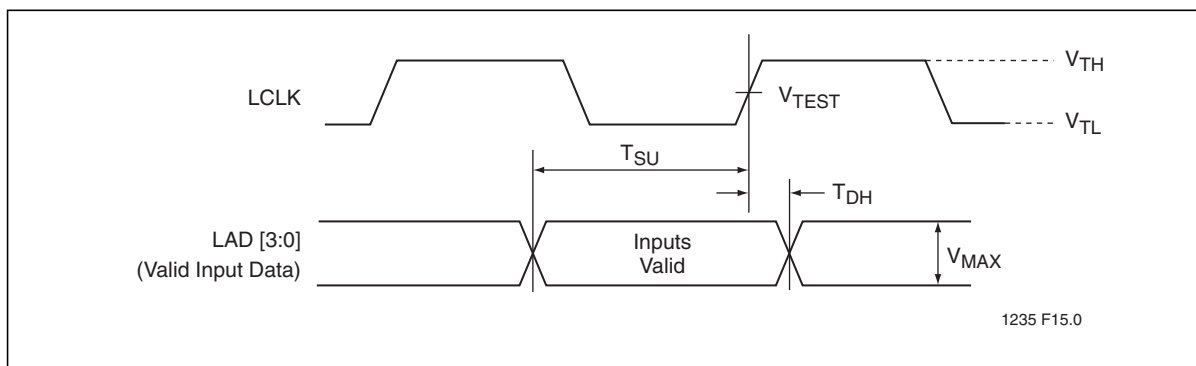 V_TH
LCLK
V_TEST
V_TL
T_SU
T_DH
LAD [3:0]
(Valid Input Data)
Inputs
Valid
V_MAX
1235 F15.0